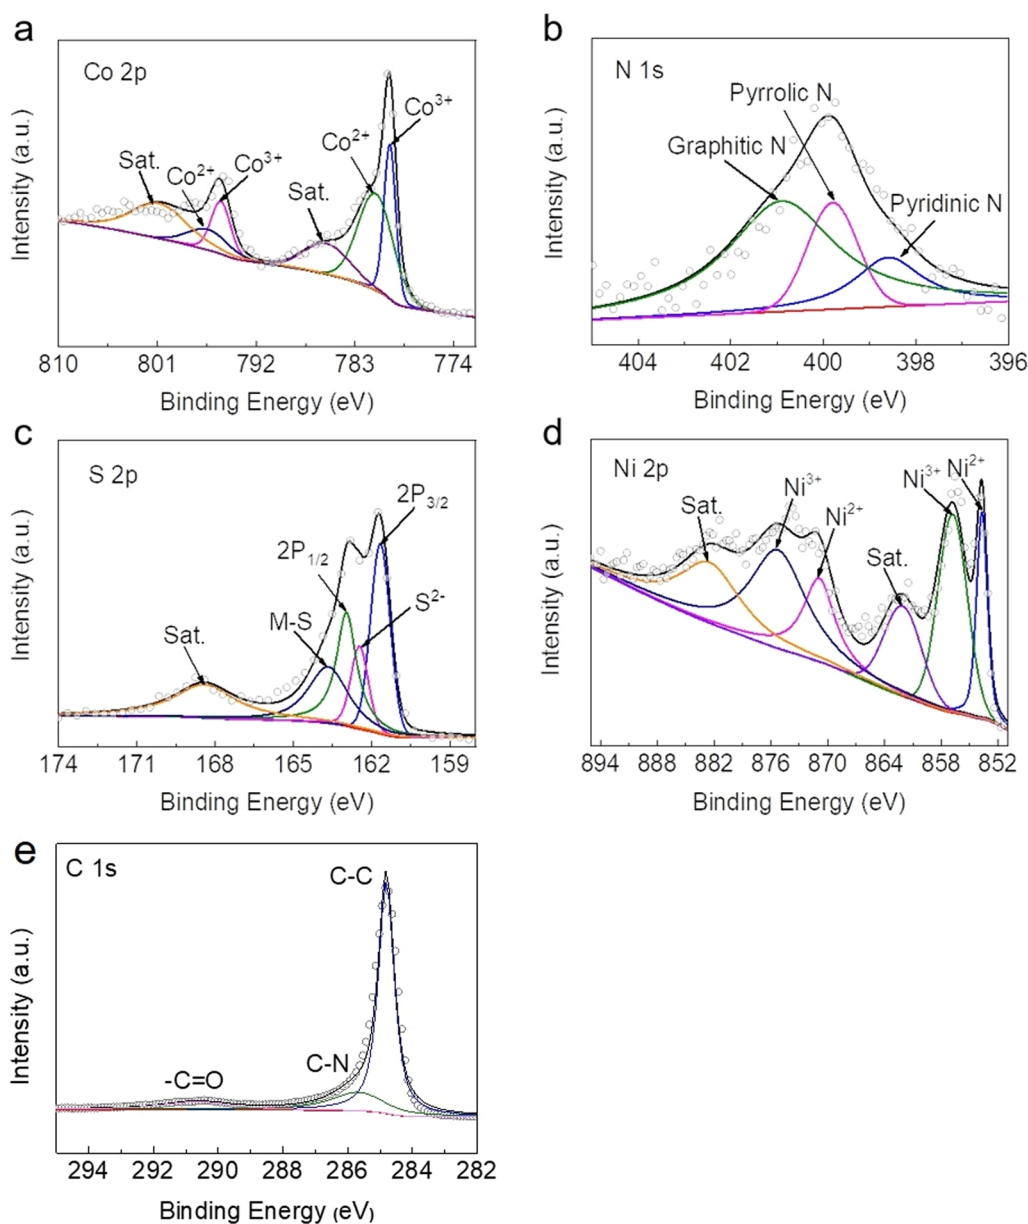 a
Co 2p
Sat.
Co2+
Co3+
Sat.
Co2+
Co3+
Intensity (a.u.)
810 801 792 783 774
Binding Energy (eV)
b
N 1s
Pyrrolic N
Graphitic N
Pyridinic N
Intensity (a.u.)
404 402 400 398 396
Binding Energy (eV)
c
S 2p
2P3/2
2P1/2
S2-
M-S
Sat.
Intensity (a.u.)
174 171 168 165 162 159
Binding Energy (eV)
d
Ni 2p
Sat.
Ni3+
Ni2+
Sat.
Ni3+
Ni2+
Intensity (a.u.)
894 888 882 876 870 864 858 852
Binding Energy (eV)
e
C 1s
C-C
C-N
-C=O
Intensity (a.u.)
294 292 290 288 286 284 282
Binding Energy (eV)